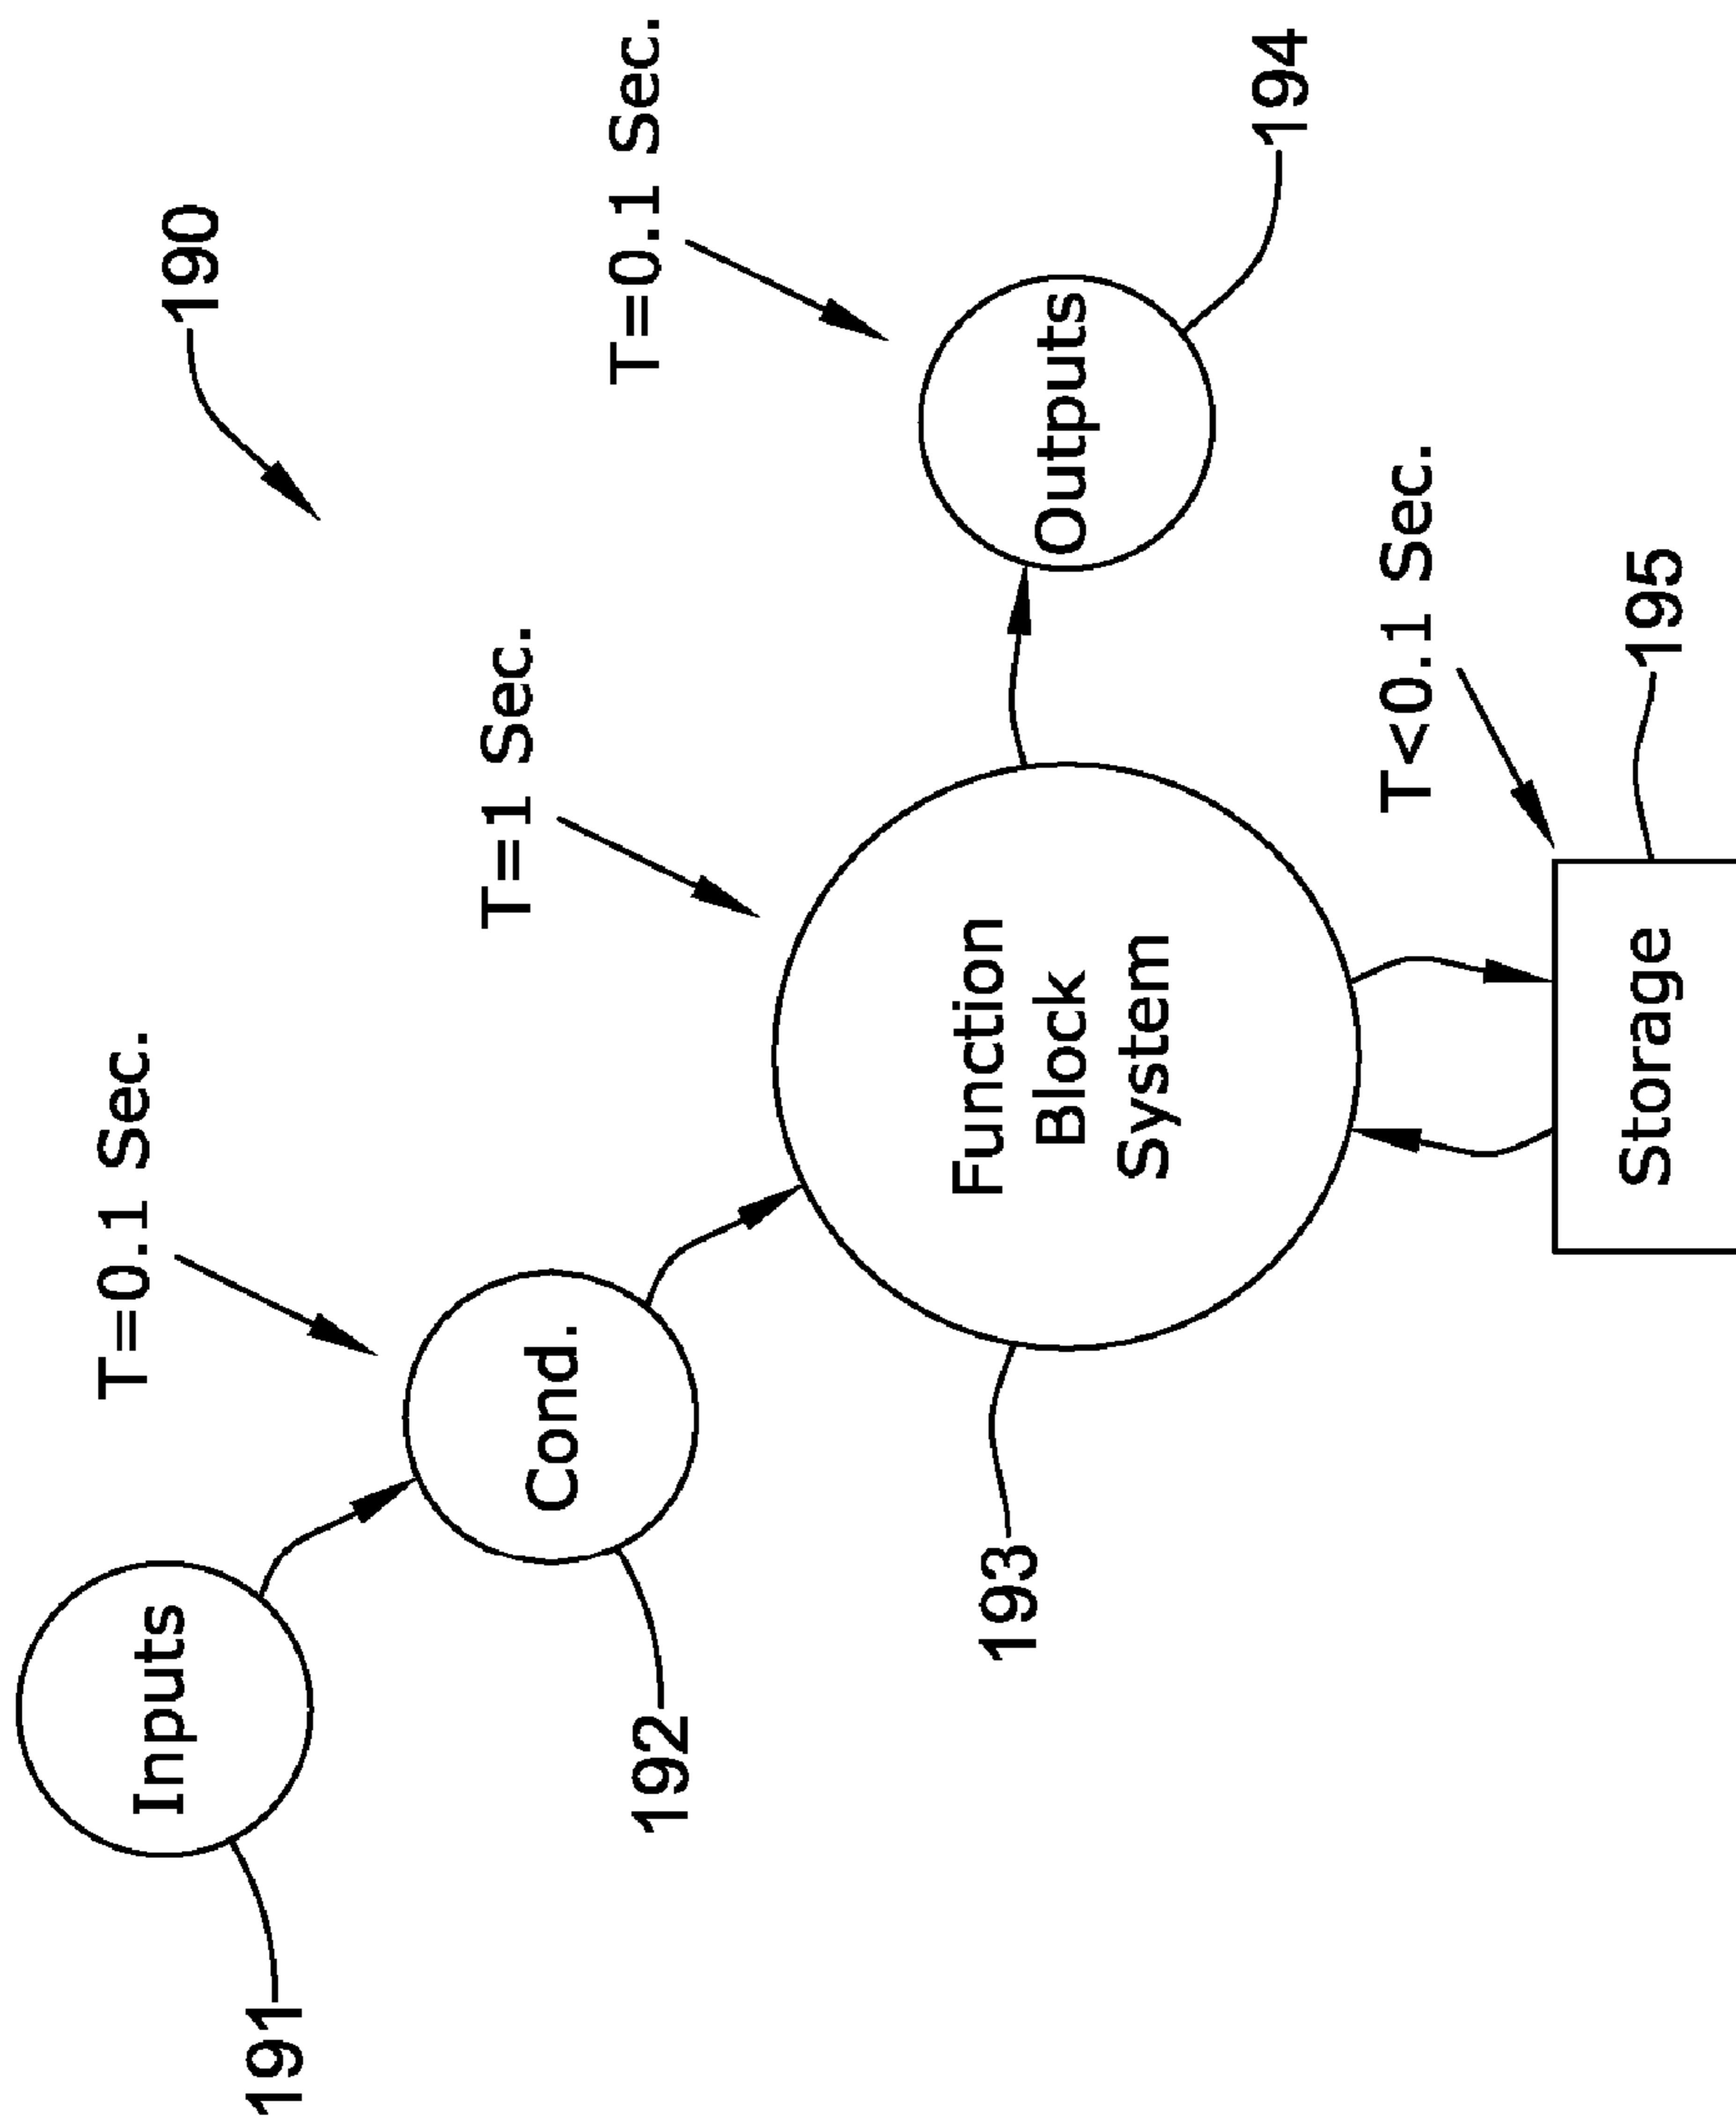 190
T=0.1 Sec.
T=1 Sec.
T=0.1 Sec.
Inputs
191
Cond.
192
Function
Block
System
193
Outputs
194
T<0.1 Sec.
Storage
195